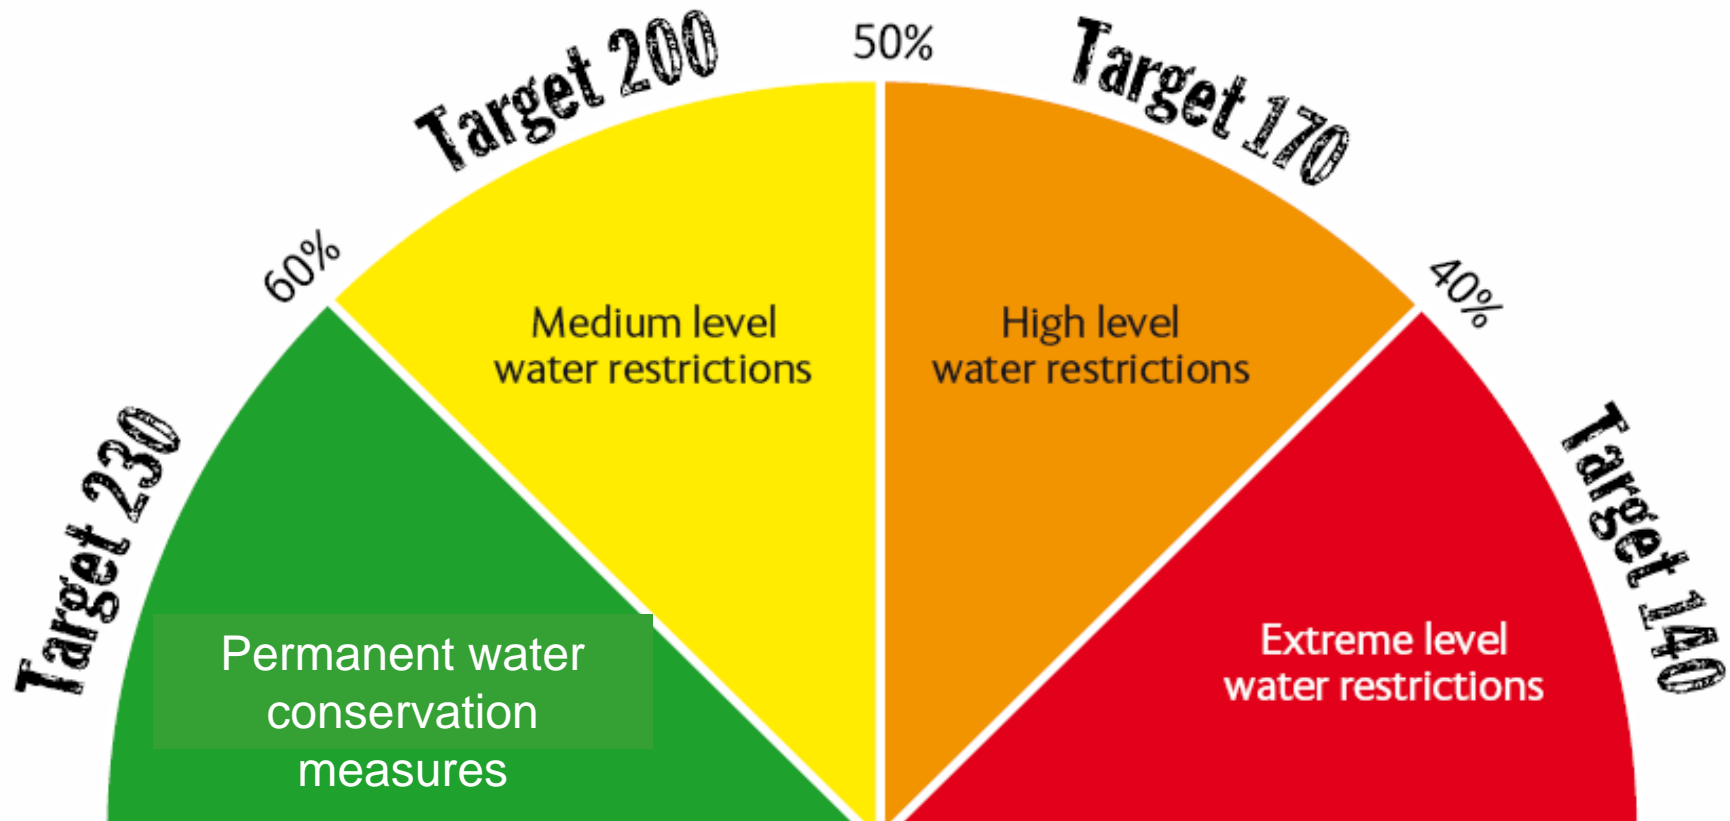 Target 230
60%
Target 200
50%
Target 170
40%
Target 140
Permanent water
conservation
measures
Medium level
water restrictions
High level
water restrictions
Extreme level
water restrictions